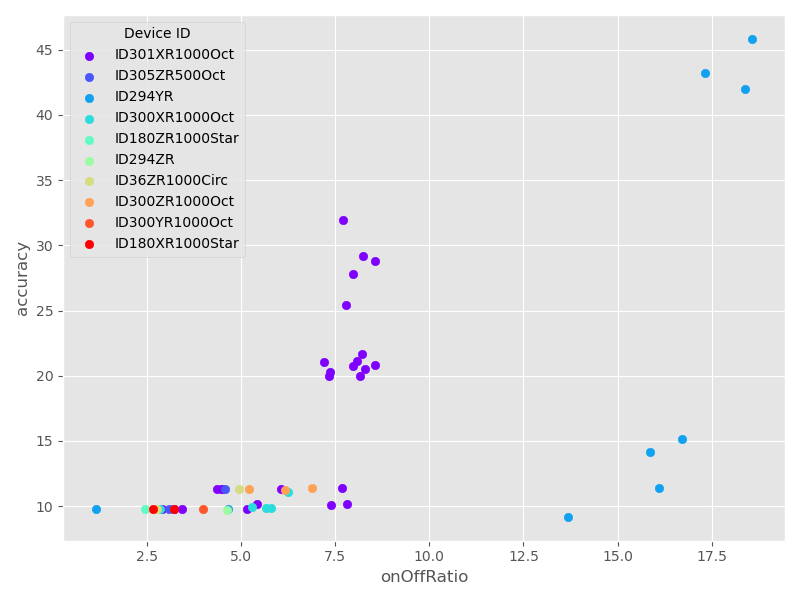 Device ID
ID301XR1000Oct
ID305ZR500Oct
ID294YR
ID300XR1000Oct
ID180ZR1000Star
ID294ZR
ID36ZR1000Circ
ID300ZR1000Oct
ID300YR1000Oct
ID180XR1000Star
accuracy
45
40
35
30
25
20
15
10
2.5 5.0 7.5 10.0 12.5 15.0 17.5
onOffRatio